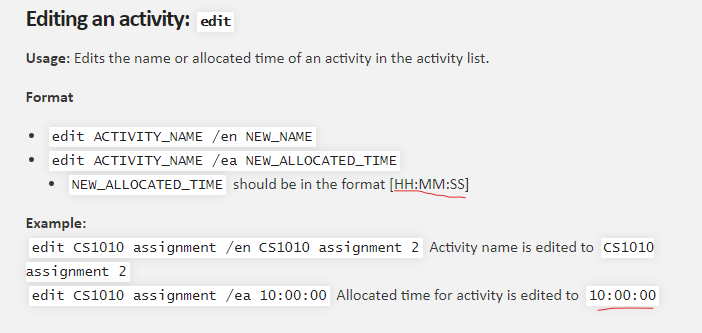 Editing an activity: edit
Usage: Edits the name or allocated time of an activity in the activity list.
Format
edit ACTIVITY_NAME /en NEW_NAME
edit ACTIVITY_NAME /ea NEW_ALLOCATED_TIME
NEW_ALLOCATED_TIME should be in the format [HH:MM:SS]
Example:
edit CS1010 assignment /en CS1010 assignment 2 Activity name is edited to CS1010
assignment 2
edit CS1010 assignment /ea 10:00:00 Allocated time for activity is edited to 10:00:00